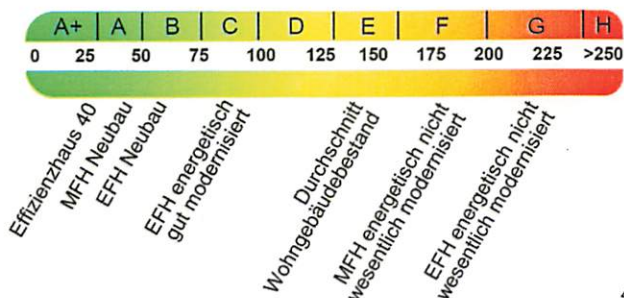 A+ A B C D E F G H
0 25 50 75 100 125 150 175 200 225 >250
Effizienzhaus 40
MFH Neubau
EFH Neubau
EFH energetisch
gut modernisiert
Durchschnitt
Wohngebäudebestand
MFH energetisch nicht
wesentlich modernisiert
EFH energetisch nicht
wesentlich modernisiert